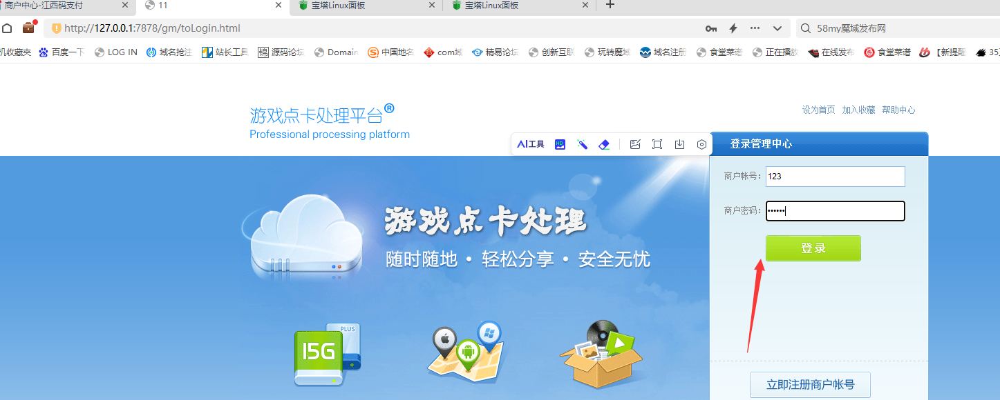 商户中心-江西码支付
11
宝塔Linux面板
宝塔Linux面板
http://127.0.0.1:7878/gm/toLogin.html
58my魔域发布网
机收藏夹 百度一下 LOG IN 域名抢注 站长工具 源码论坛 Domain 中国地名 com域 精易论坛 创新互联 玩转魔域 域名注册 食堂菜谱 正在播放 在线发布 食堂菜谱 【新提醒 35
游戏点卡处理平台®
Professional processing platform
设为首页 加入收藏 帮助中心
AI工具 HD
登录管理中心
商户帐号: 123
商户密码: ••••••
登录
游戏点卡处理
随时随地 • 轻松分享 • 安全无忧
PLUS
15G
立即注册商户帐号